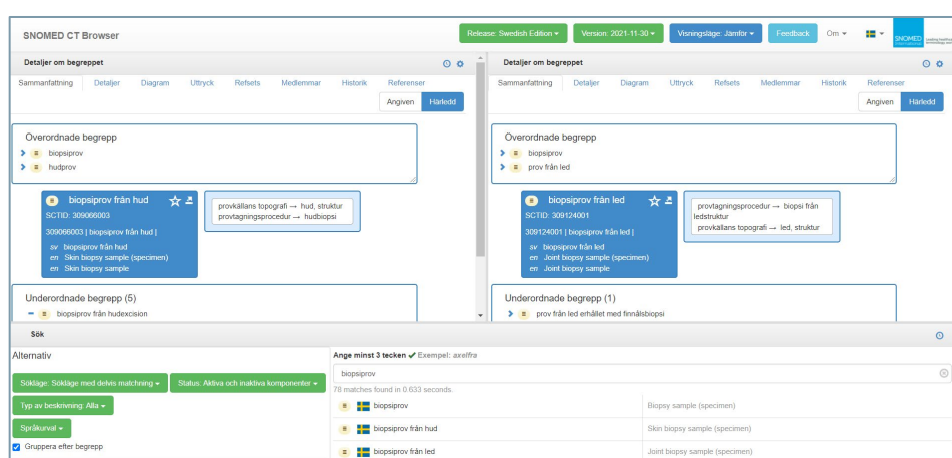 SNOMED CT Browser
Release: Swedish Edition
Version: 2021-11-30
Visningsläge: Jämför
Feedback
Om
SNOMED
Detaljer om begreppet
Sammanfattning Detaljer Diagram Uttryck Refsets Medlemmar Historik Referenser
Angiven Härledd
Överordnade begrepp
biopsiprov
hudprov
biopsiprov från hud
SCTID: 309066003
309066003 | biopsiprov från hud |
sv biopsiprov från hud
en Skin biopsy sample (specimen)
en Skin biopsy sample
provkällans topografi → hud, struktur
provtagningsprocedur → hudbiopsi
Underordnade begrepp (5)
biopsiprov från hudexcision
Detaljer om begreppet
Sammanfattning Detaljer Diagram Uttryck Refsets Medlemmar Historik Referenser
Angiven Härledd
Överordnade begrepp
biopsiprov
prov från led
biopsiprov från led
SCTID: 309124001
309124001 | biopsiprov från led |
sv biopsiprov från led
en Joint biopsy sample (specimen)
en Joint biopsy sample
provtagningsprocedur → biopsi från
ledstruktur
provkällans topografi → led, struktur
Underordnade begrepp (1)
prov från led erhållet med finnålsbiopsi
Sök
Alternativ
Sökläge: Sökläge med delvis matchning
Status: Aktiva och inaktiva komponenter
Typ av beskrivning: Alla
Språkurval
Gruppera efter begrepp
Ange minst 3 tecken ✔ Exempel: axelfra
biopsiprov
78 matches found in 0.633 seconds.
biopsiprov Biopsy sample (specimen)
biopsiprov från hud Skin biopsy sample (specimen)
biopsiprov från led Joint biopsy sample (specimen)